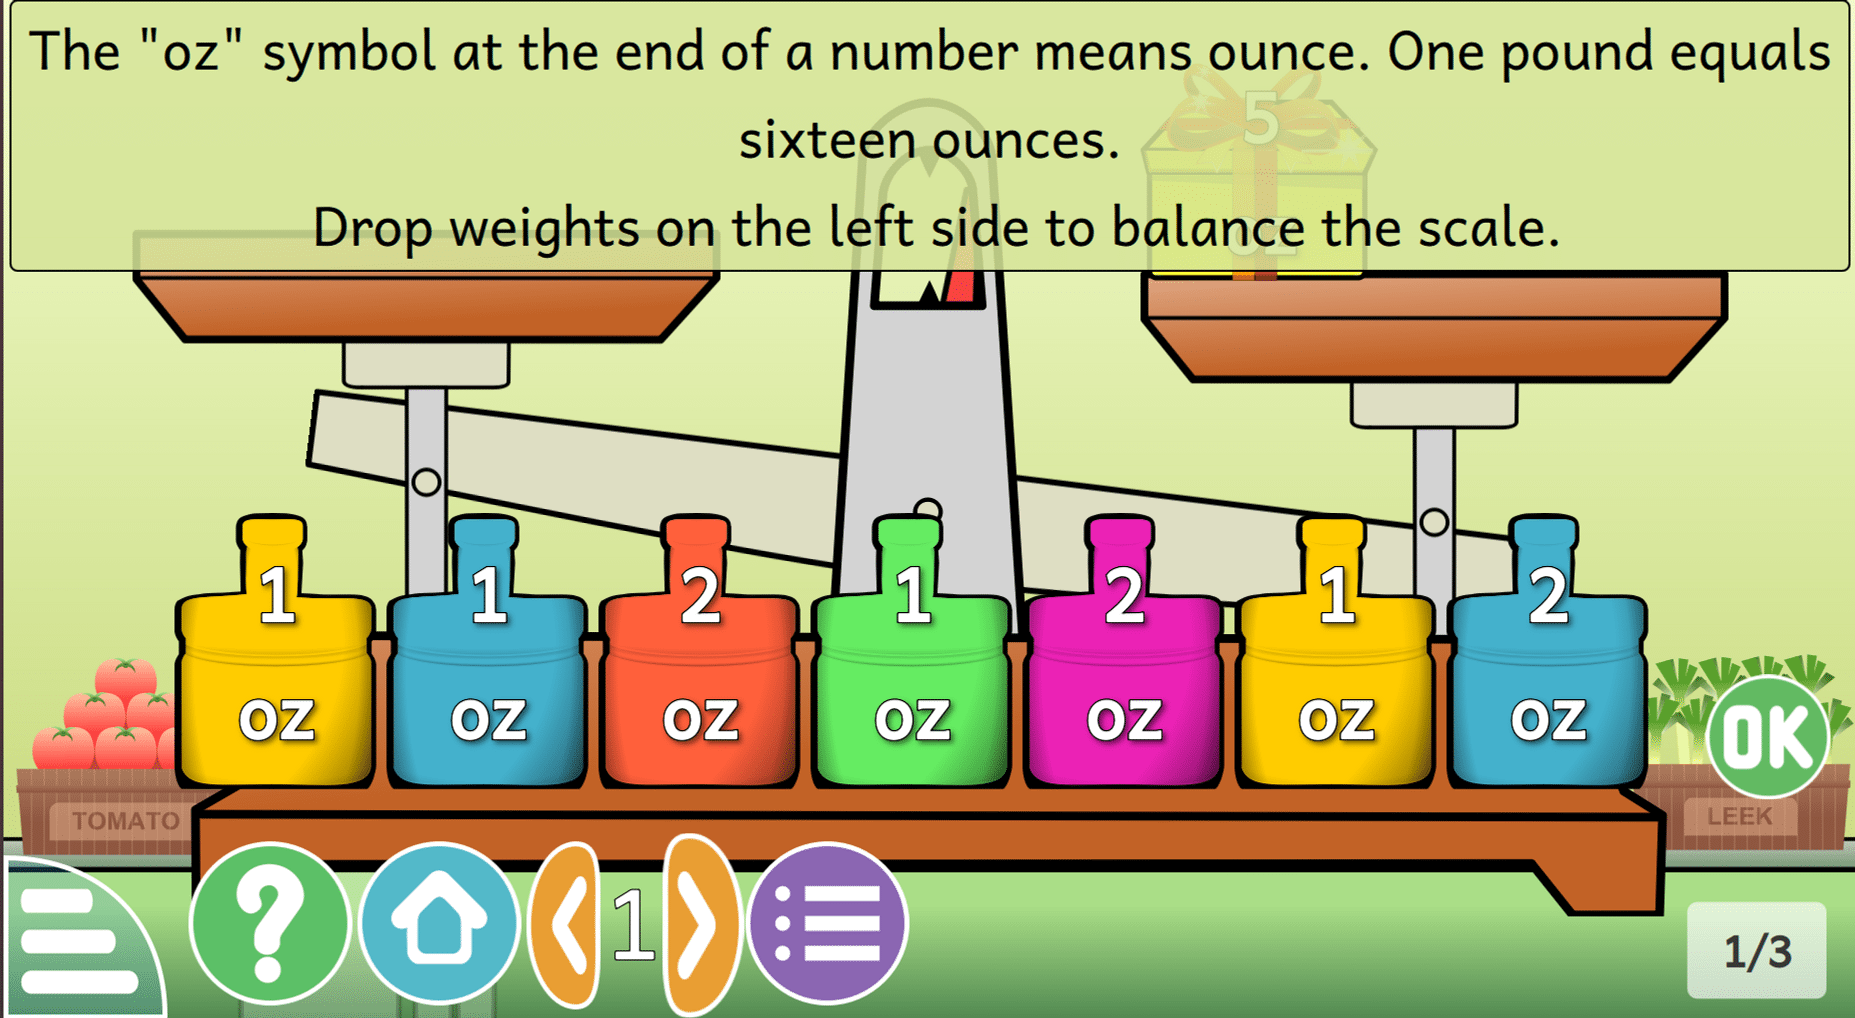 The "oz" symbol at the end of a number means ounce. One pound equals
sixteen ounces.
Drop weights on the left side to balance the scale.
5
oz
1 1 2 1 2 1 2
oz oz oz oz oz oz oz
OK
TOMATO
LEEK
?
1
1/3